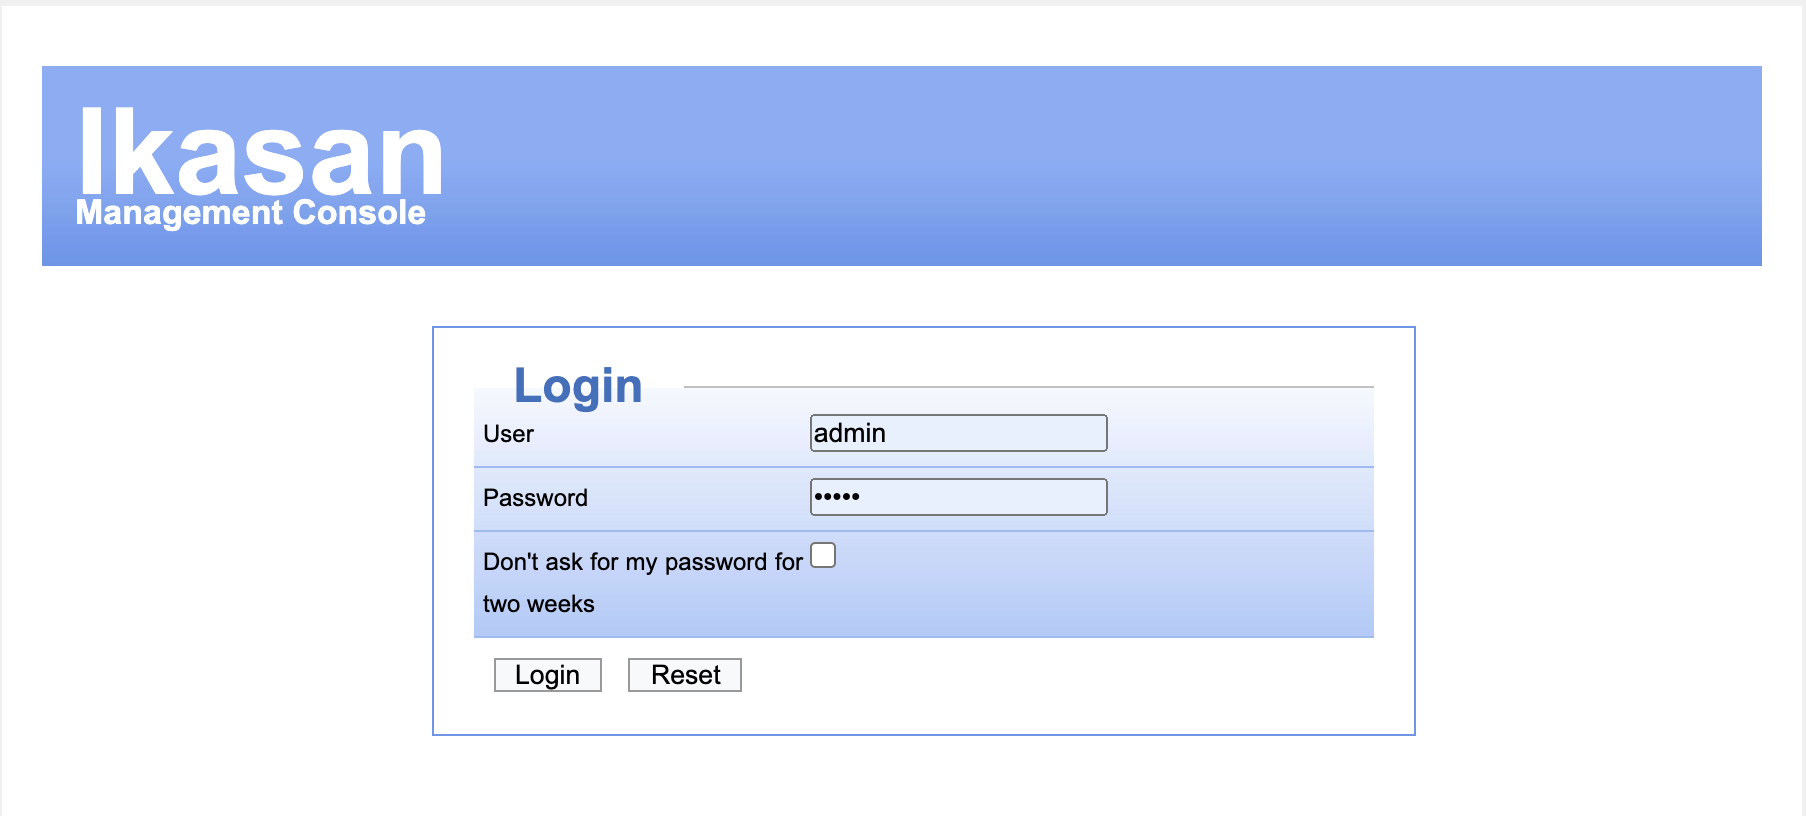 Ikasan
Management Console
Login
User admin
Password •••••
Don't ask for my password for
two weeks
Login Reset